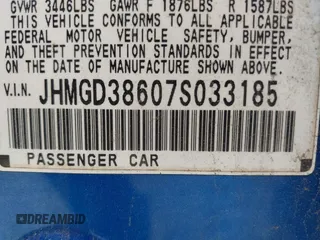 GVWR 3446LBS GAWR F 1876LBS R 1587LBS
THIS VEHICLE CONFORMS TO ALL APPLICABLE
FEDERAL MOTOR VEHICLE SAFETY, BUMPER,
AND THEFT PREVENTION STANDARDS IN EFFECT
ON THE DATE OF MANUFACTURE SHOWN ABOVE.
V.I.N. JHMGD38607S033185
PASSENGER CAR
DREAMBID